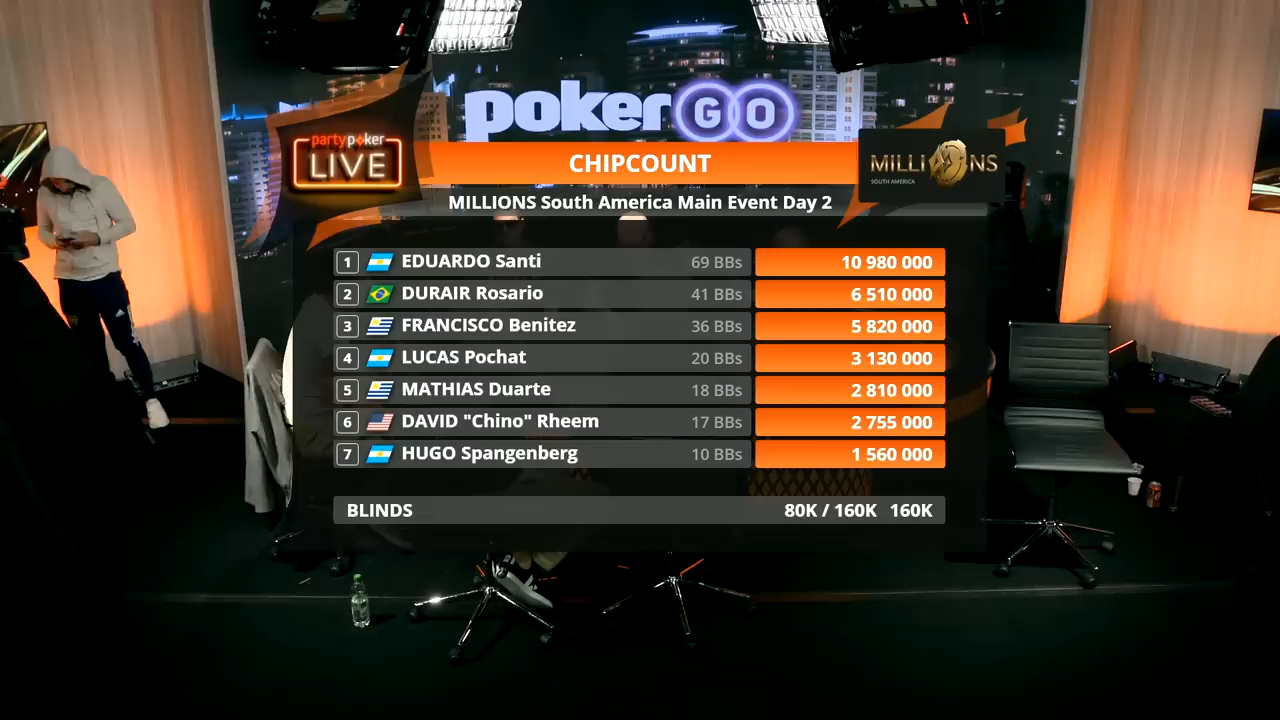 poker GO
partypoker
LIVE
CHIPCOUNT
MILLIONS
SOUTH AMERICA
MILLIONS South America Main Event Day 2
1 EDUARDO Santi 69 BBs 10 980 000
2 DURAIR Rosario 41 BBs 6 510 000
3 FRANCISCO Benitez 36 BBs 5 820 000
4 LUCAS Pochat 20 BBs 3 130 000
5 MATHIAS Duarte 18 BBs 2 810 000
6 DAVID "Chino" Rheem 17 BBs 2 755 000
7 HUGO Spangenberg 10 BBs 1 560 000
BLINDS 80K / 160K 160K